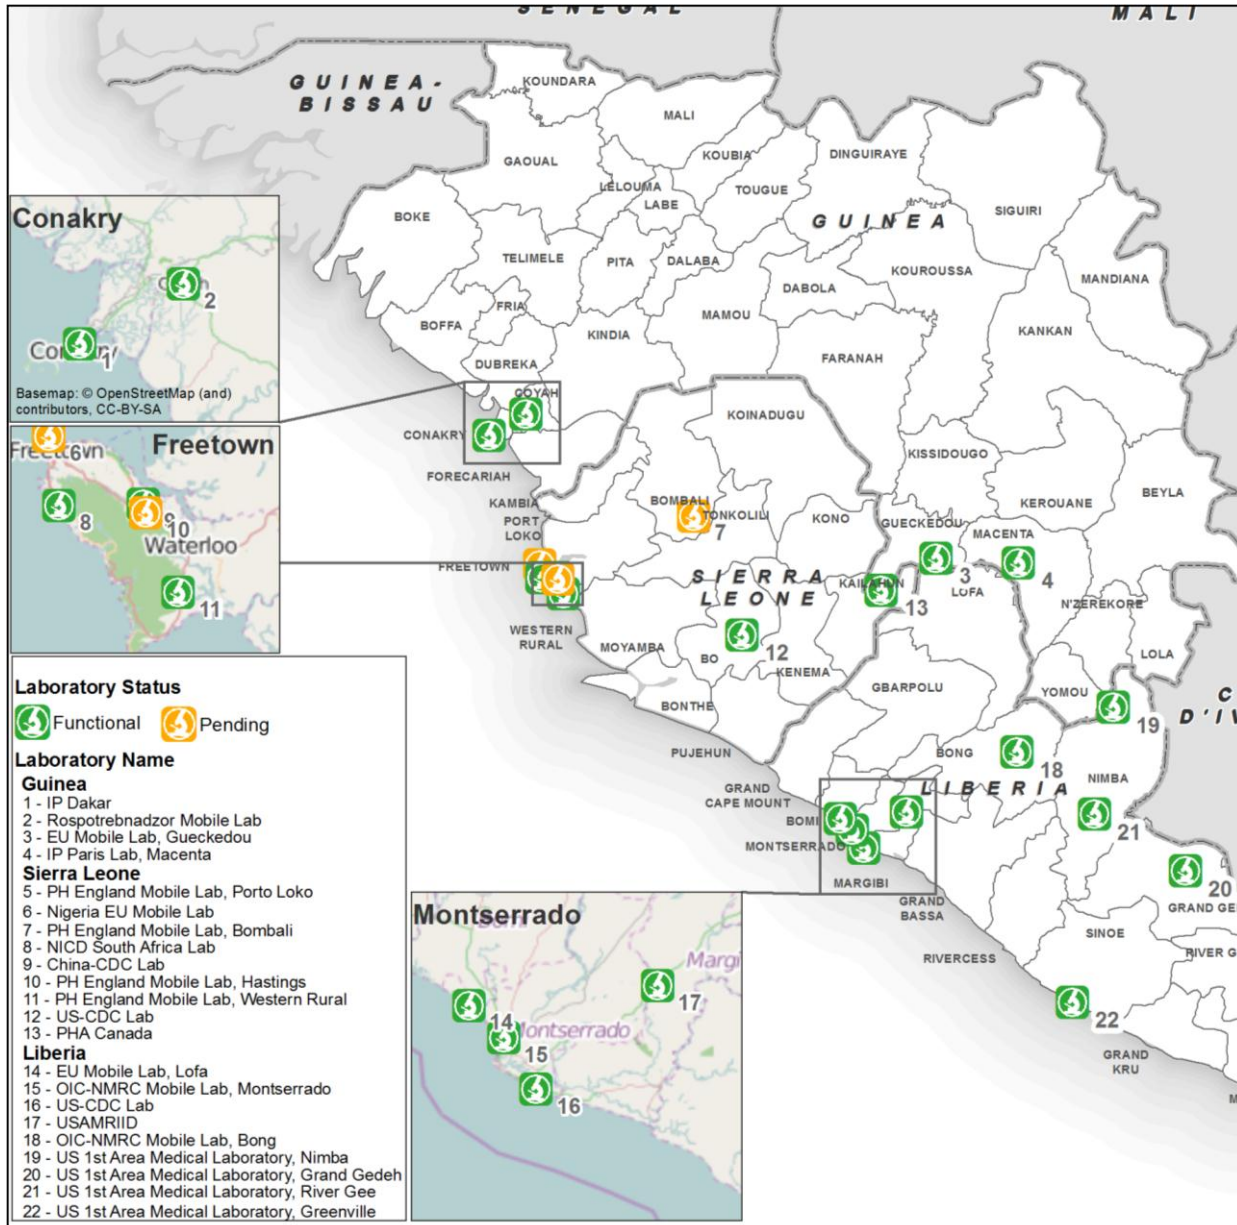 SENEGAL
MALI
GUINEA-
BISSAU
KOUNDARA
MALI
GAOUAL
KOUBIA
DINGUIRAYE
LELOUMA
TOUGUE
LABE
SIGUIRI
BOKE
GUINEA
TELIMELE
PITA
DALABA
KOUROUSSA
MANDIANA
DABOLA
FRIA
MAMOU
BOFFA
KINDIA
KANKAN
DUBREKA
FARANAH
COYAH
KOINADUGU
CONAKRY
KISSIDOUGO
FORECARIAH
BEYLA
KAMBIA
BOMBALI
KEROUANE
PORT
LOKO
TONKOLILI
KONO
GUECKEDOU
7
MACENTA
FREETOWN
SIERRA
LEONE
KAILAHUN
3
4
LOFA
13
N'ZEREKORE
WESTERN
RURAL
MOYAMBA
BO
12
LOLA
KENEMA
GBARPOLU
YOMOU
BONTHE
C
D'IV
19
PUJEHUN
BONG
18
NIMBA
GRAND
CAPE MOUNT
LIBERIA
BOMI
21
MONTSERRADO
MARGIBI
20
GRAND GE
GRAND
BASSA
SINOE
RIVER G
RIVERCESS
22
GRAND
KRU
M
Conakry
2
Conakry
1
Basemap: © OpenStreetMap (and)
contributors, CC-BY-SA
Freetown
Freetown
6
8
9
10
Waterloo
11
Laboratory Status
Functional
Pending
Laboratory Name
Guinea
1 - IP Dakar
2 - Rospotrebnadzor Mobile Lab
3 - EU Mobile Lab, Gueckedou
4 - IP Paris Lab, Macenta
Sierra Leone
5 - PH England Mobile Lab, Porto Loko
6 - Nigeria EU Mobile Lab
7 - PH England Mobile Lab, Bombali
8 - NICD South Africa Lab
9 - China-CDC Lab
10 - PH England Mobile Lab, Hastings
11 - PH England Mobile Lab, Western Rural
12 - US-CDC Lab
13 - PHA Canada
Liberia
14 - EU Mobile Lab, Lofa
15 - OIC-NMRC Mobile Lab, Montserrado
16 - US-CDC Lab
17 - USAMRIID
18 - OIC-NMRC Mobile Lab, Bong
19 - US 1st Area Medical Laboratory, Nimba
20 - US 1st Area Medical Laboratory, Grand Gedeh
21 - US 1st Area Medical Laboratory, River Gee
22 - US 1st Area Medical Laboratory, Greenville
Montserrado
Margi
17
14
Montserrado
15
16